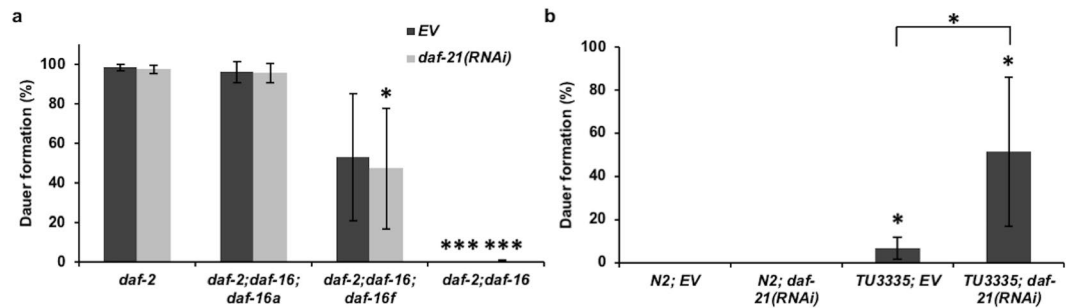 a
EV
daf-21(RNAi)
Dauer formation (%)
100
80
60
40
20
0
*
*** ***
daf-2
daf-2;daf-16;
daf-16a
daf-2;daf-16;
daf-16f
daf-2;daf-16
b
Dauer formation (%)
100
80
60
40
20
0
*
*
*
N2; EV
N2; daf-
21(RNAi)
TU3335; EV
TU3335; daf-
21(RNAi)